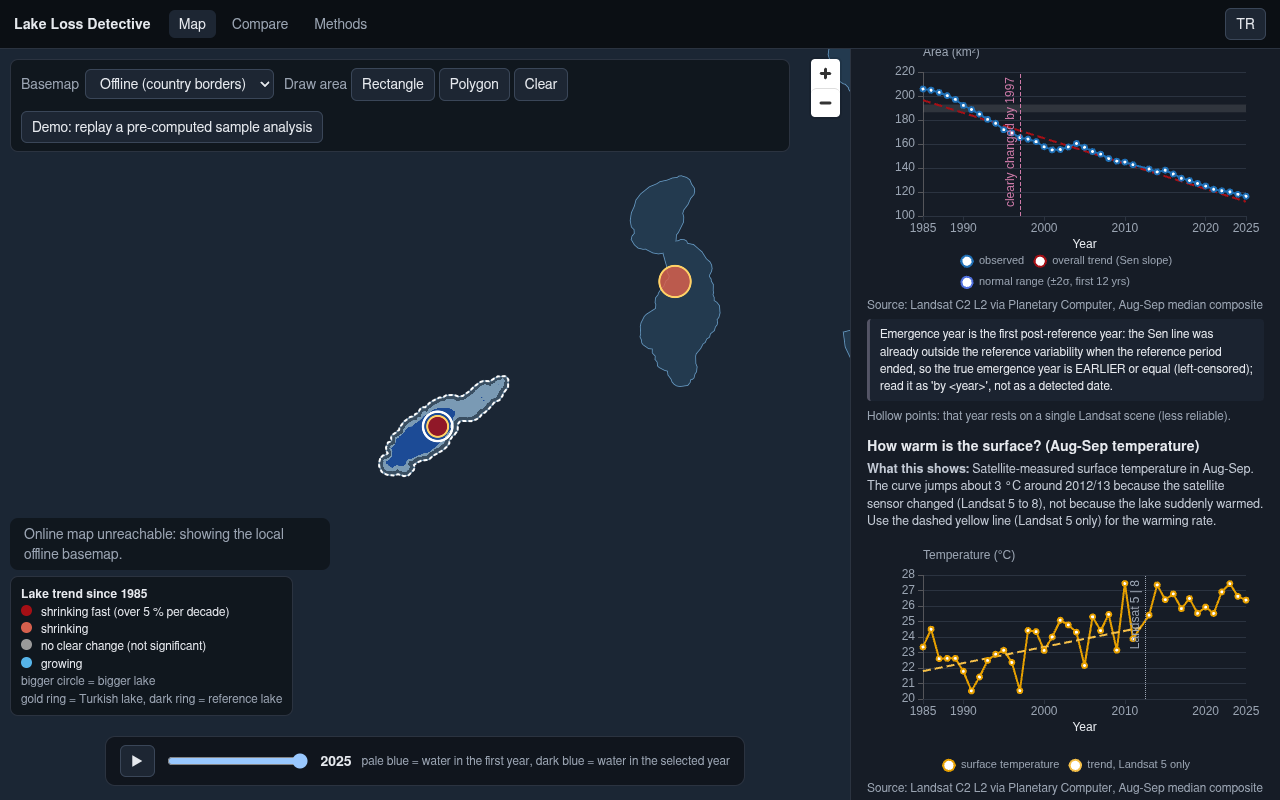 Lake Loss Detective
Map
Compare
Methods
TR
Basemap
Offline (country borders)
Draw area
Rectangle
Polygon
Clear
Demo: replay a pre-computed sample analysis
+
−
Online map unreachable: showing the local
offline basemap.
Lake trend since 1985
shrinking fast (over 5 % per decade)
shrinking
no clear change (not significant)
growing
bigger circle = bigger lake
gold ring = Turkish lake, dark ring = reference lake
2025
pale blue = water in the first year, dark blue = water in the selected year
Area (km²)
220
200
180
160
140
120
100
clearly changed by 1997
1985
1990
2000
2010
2020
2025
Year
observed
overall trend (Sen slope)
normal range (±2σ, first 12 yrs)
Source: Landsat C2 L2 via Planetary Computer, Aug-Sep median composite
Emergence year is the first post-reference year: the Sen line was
already outside the reference variability when the reference period
ended, so the true emergence year is EARLIER or equal (left-censored);
read it as 'by <year>', not as a detected date.
Hollow points: that year rests on a single Landsat scene (less reliable).
How warm is the surface? (Aug-Sep temperature)
What this shows: Satellite-measured surface temperature in Aug-Sep.
The curve jumps about 3 °C around 2012/13 because the satellite
sensor changed (Landsat 5 to 8), not because the lake suddenly warmed.
Use the dashed yellow line (Landsat 5 only) for the warming rate.
Temperature (°C)
28
27
26
25
24
23
22
21
20
Landsat 5 | 8
1985
1990
2000
2010
2020
2025
Year
surface temperature
trend, Landsat 5 only
Source: Landsat C2 L2 via Planetary Computer, Aug-Sep median composite